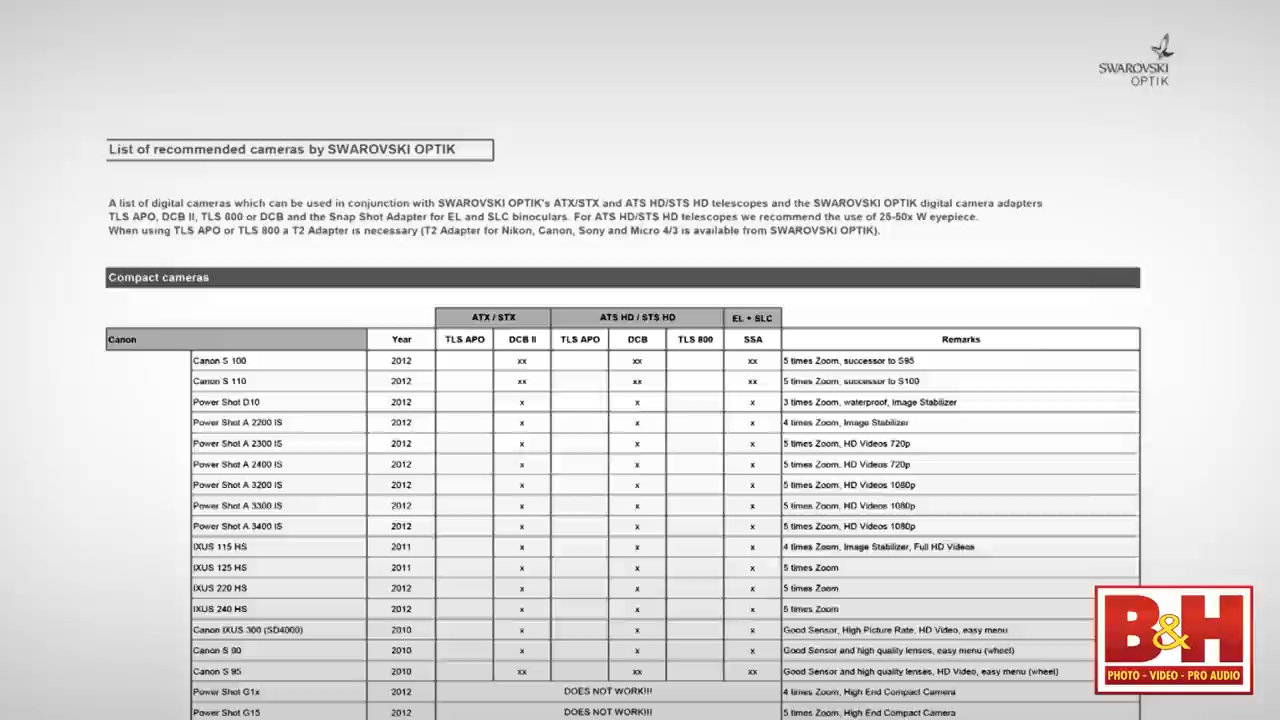 SWAROVSKI
OPTIK
List of recommended cameras by SWAROVSKI OPTIK
A list of digital cameras which can be used in conjunction with SWAROVSKI OPTIK's ATX/STX and ATS HD/STS HD telescopes and the SWAROVSKI OPTIK digital camera adapters
TLS APO, DCB II, TLS 800 or DCB and the Snap Shot Adapter for EL and SLC binoculars. For ATS HD/STS HD telescopes we recommend the use of 25-50x W eyepiece.
When using TLS APO or TLS 800 a T2 Adapter is necessary (T2 Adapter for Nikon, Canon, Sony and Micro 4/3 is available from SWAROVSKI OPTIK).
Compact cameras
ATX / STX ATS HD / STS HD EL + SLC
Canon Year TLS APO DCB II TLS APO DCB TLS 800 SSA Remarks
Canon S 100 2012 xx xx xx 5 times Zoom, successor to S95
Canon S 110 2012 xx xx xx 5 times Zoom, successor to S100
Power Shot D10 2012 x x x 3 times Zoom, waterproof, Image Stabilizer
Power Shot A 2200 IS 2012 x x x 4 times Zoom, Image Stabilizer
Power Shot A 2300 IS 2012 x x x 5 times Zoom, HD Videos 720p
Power Shot A 2400 IS 2012 x x x 5 times Zoom, HD Videos 720p
Power Shot A 3200 IS 2012 x x x 5 times Zoom, HD Videos 1080p
Power Shot A 3300 IS 2012 x x x 5 times Zoom, HD Videos 1080p
Power Shot A 3400 IS 2012 x x x 5 times Zoom, HD Videos 1080p
IXUS 115 HS 2011 x x x 4 times Zoom, Image Stabilizer, Full HD Videos
IXUS 125 HS 2011 x x x 5 times Zoom
IXUS 220 HS 2012 x x x 5 times Zoom
IXUS 240 HS 2012 x x x 5 times Zoom
Canon IXUS 300 (SD4000) 2010 x x x Good Sensor, High Picture Rate, HD Video, easy menu
Canon S 90 2010 x x x Good Sensor and high quality lenses, easy menu (wheel)
Canon S 95 2010 xx xx xx Good Sensor and high quality lenses, HD Video, easy menu (wheel)
Power Shot G1x 2012 DOES NOT WORK!!! 4 times Zoom, High End Compact Camera
Power Shot G15 2012 DOES NOT WORK!!! 5 times Zoom, High End Compact Camera
B&H
PHOTO - VIDEO - PRO AUDIO